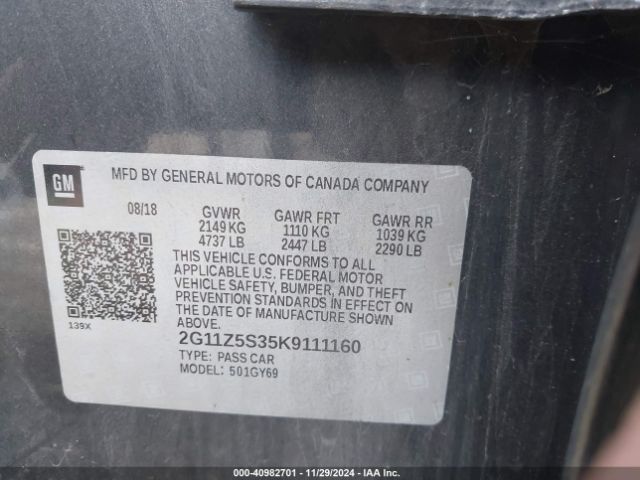 GM
MFD BY GENERAL MOTORS OF CANADA COMPANY
08/18 GVWR GAWR FRT GAWR RR
2149 KG 1110 KG 1039 KG
4737 LB 2447 LB 2290 LB
THIS VEHICLE CONFORMS TO ALL
APPLICABLE U.S. FEDERAL MOTOR
VEHICLE SAFETY, BUMPER, AND THEFT
PREVENTION STANDARDS IN EFFECT ON
THE DATE OF MANUFACTURE SHOWN
ABOVE.
139X
2G11Z5S35K9111160
TYPE: PASS CAR
MODEL: 501GY69
000-40982701 - 11/29/2024 - IAA Inc.